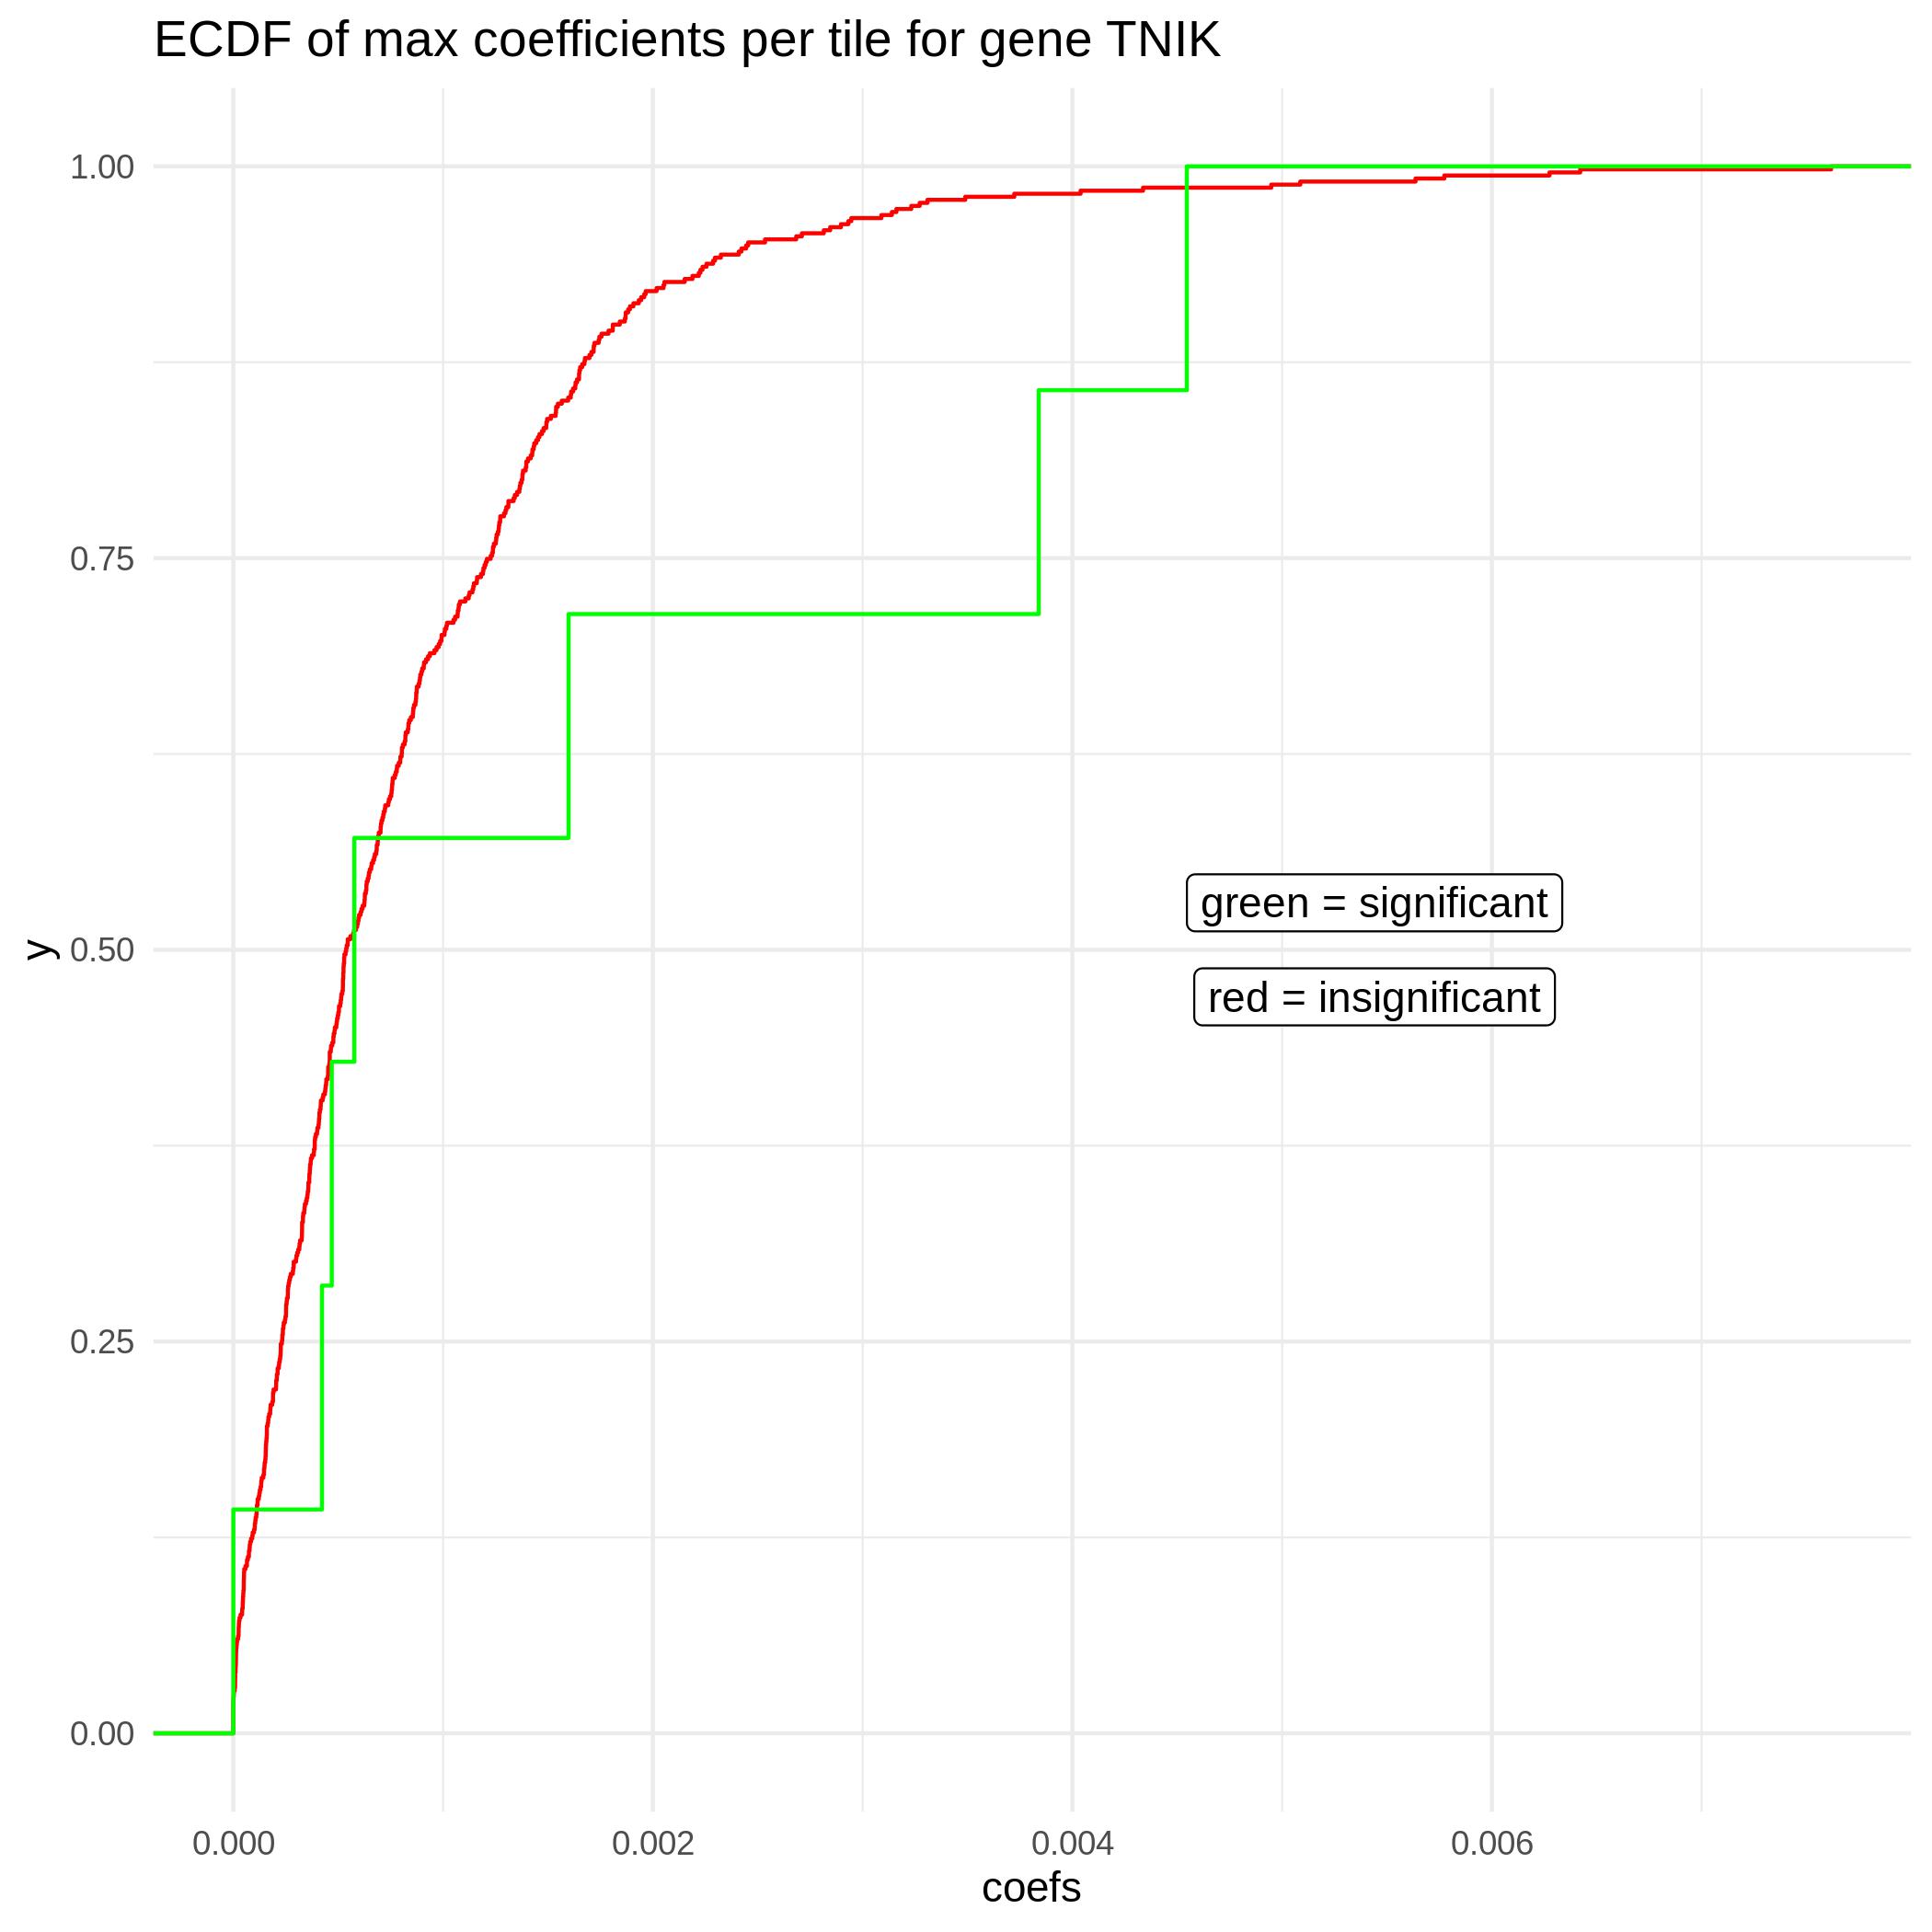 ECDF of max coefficients per tile for gene TNIK
1.00
0.75
y
0.50
0.25
0.00
green = significant
red = insignificant
0.000
0.002
0.004
0.006
coefs